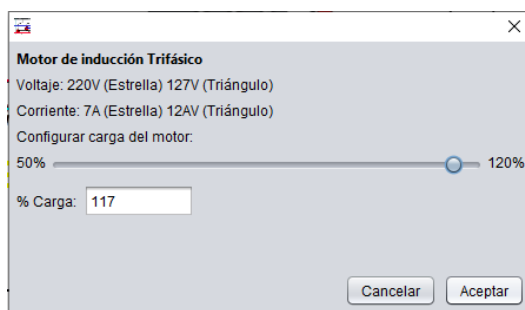 Motor de inducción Trifásico
Voltaje: 220V (Estrella) 127V (Triángulo)
Corriente: 7A (Estrella) 12AV (Triángulo)
Configurar carga del motor:
50% 120%
% Carga: 117
Cancelar Aceptar